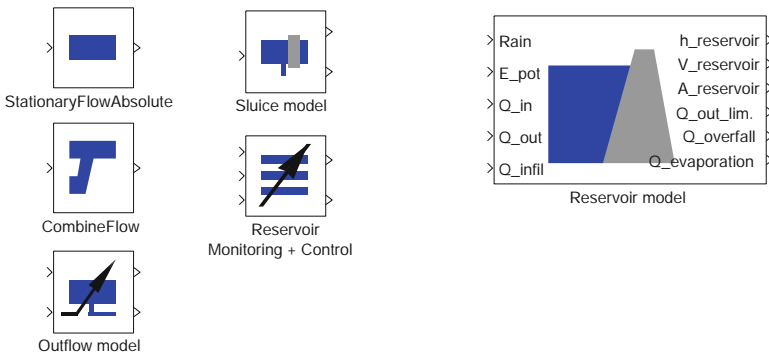 StationaryFlowAbsolute
CombineFlow
Outflow model
Sluice model
Reservoir
Monitoring + Control
Rain
E_pot
Q_in
Q_out
Q_infil
h_reservoir
V_reservoir
A_reservoir
Q_out_lim.
Q_overfall
Q_evaporation
Reservoir model